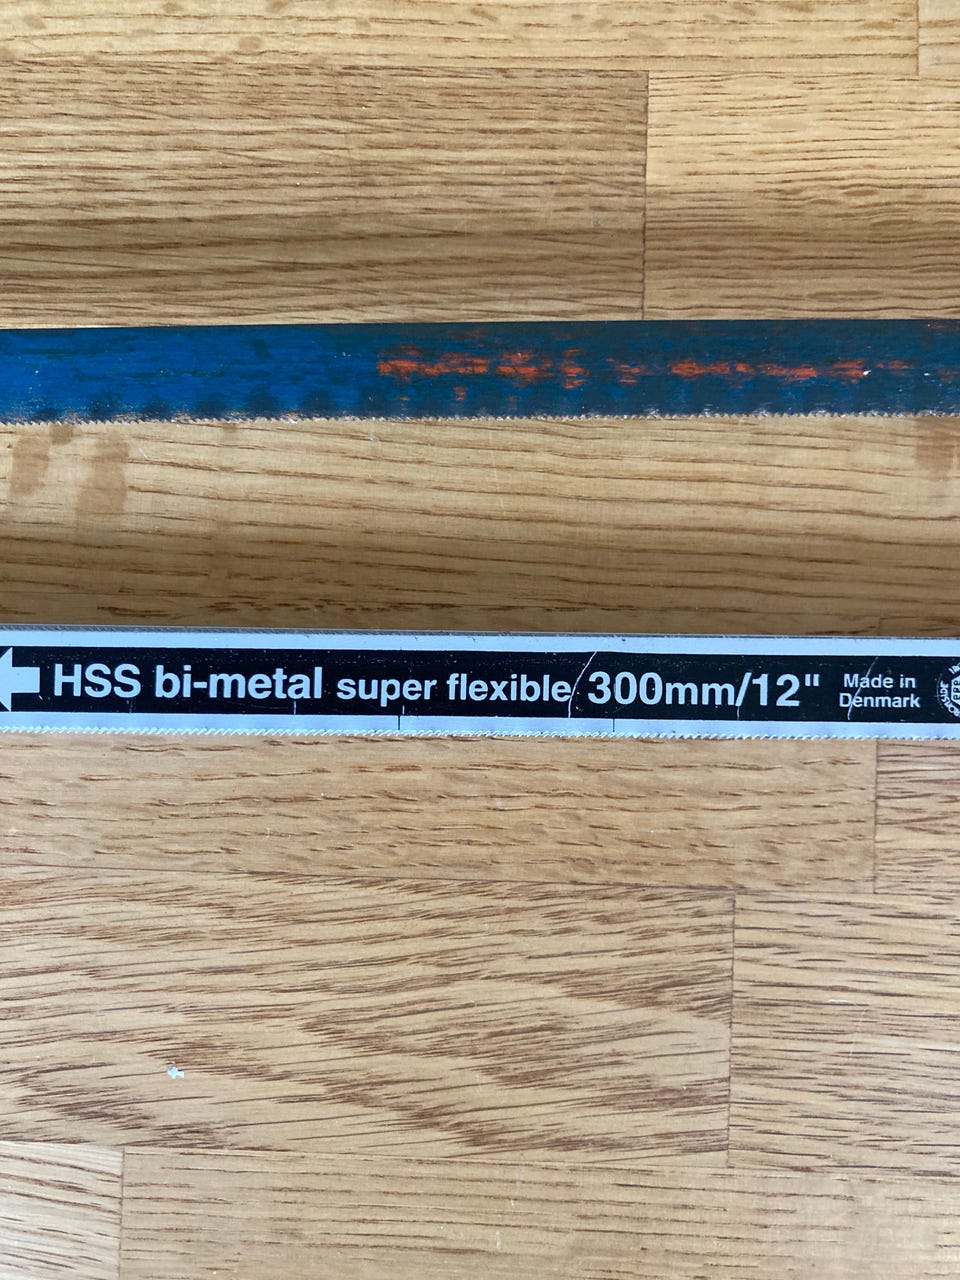 HSS bi-metal super flexible 300mm/12"
Made in
Denmark